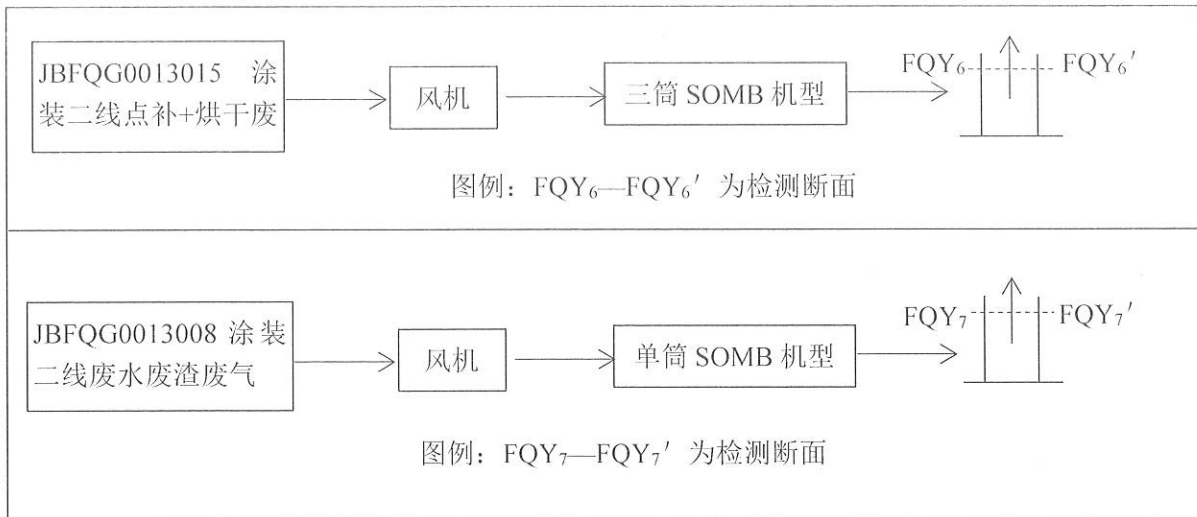 JBFQG0013015 涂
装二线点补+烘干废
风机
三筒 SOMB 机型
FQY₆
FQY₆′
图例：FQY₆—FQY₆′ 为检测断面
JBFQG0013008 涂装
二线废水废渣废气
风机
单筒 SOMB 机型
FQY₇
FQY₇′
图例：FQY₇—FQY₇′ 为检测断面